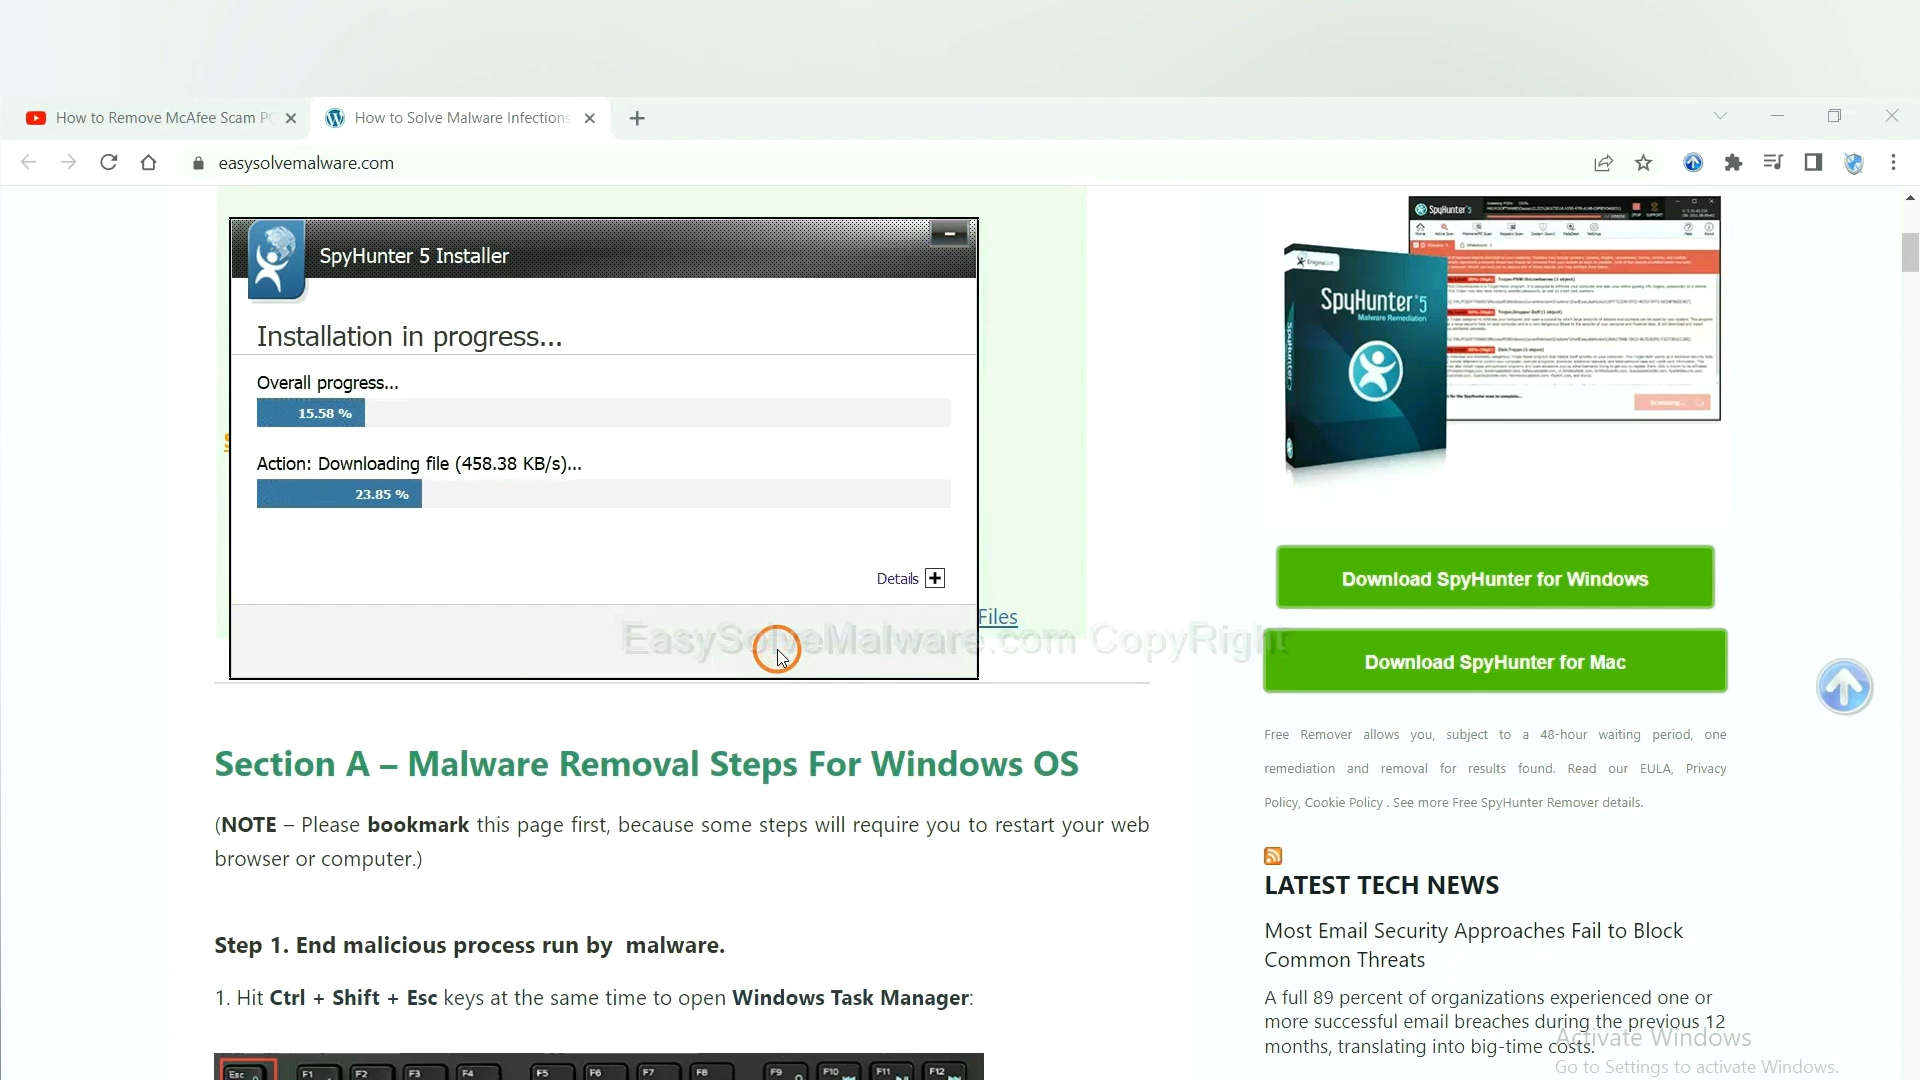 How to Remove McAfee Scam PC
How to Solve Malware Infections
easysolvemalware.com
SpyHunter 5 Installer
Installation in progress...
Overall progress...
15.58 %
Action: Downloading file (458.38 KB/s)...
23.85 %
Details
Files
EasySolveMalware.com CopyRight
Section A – Malware Removal Steps For Windows OS
(NOTE – Please bookmark this page first, because some steps will require you to restart your web
browser or computer.)
Step 1. End malicious process run by malware.
1. Hit Ctrl + Shift + Esc keys at the same time to open Windows Task Manager:
Esc F1 F2 F3 F4 F5 F6 F7 F8 F9 F10 F11 F12
SpyHunter's
EnigmaSoft
SpyHunter 5
Malware Remediation
SpyHunter5
Download SpyHunter for Windows
Download SpyHunter for Mac
Free Remover allows you, subject to a 48-hour waiting period, one
remediation and removal for results found. Read our EULA, Privacy
Policy, Cookie Policy . See more Free SpyHunter Remover details.
LATEST TECH NEWS
Most Email Security Approaches Fail to Block
Common Threats
A full 89 percent of organizations experienced one or
more successful email breaches during the previous 12
months, translating into big-time costs.
Activate Windows
Go to Settings to activate Windows.